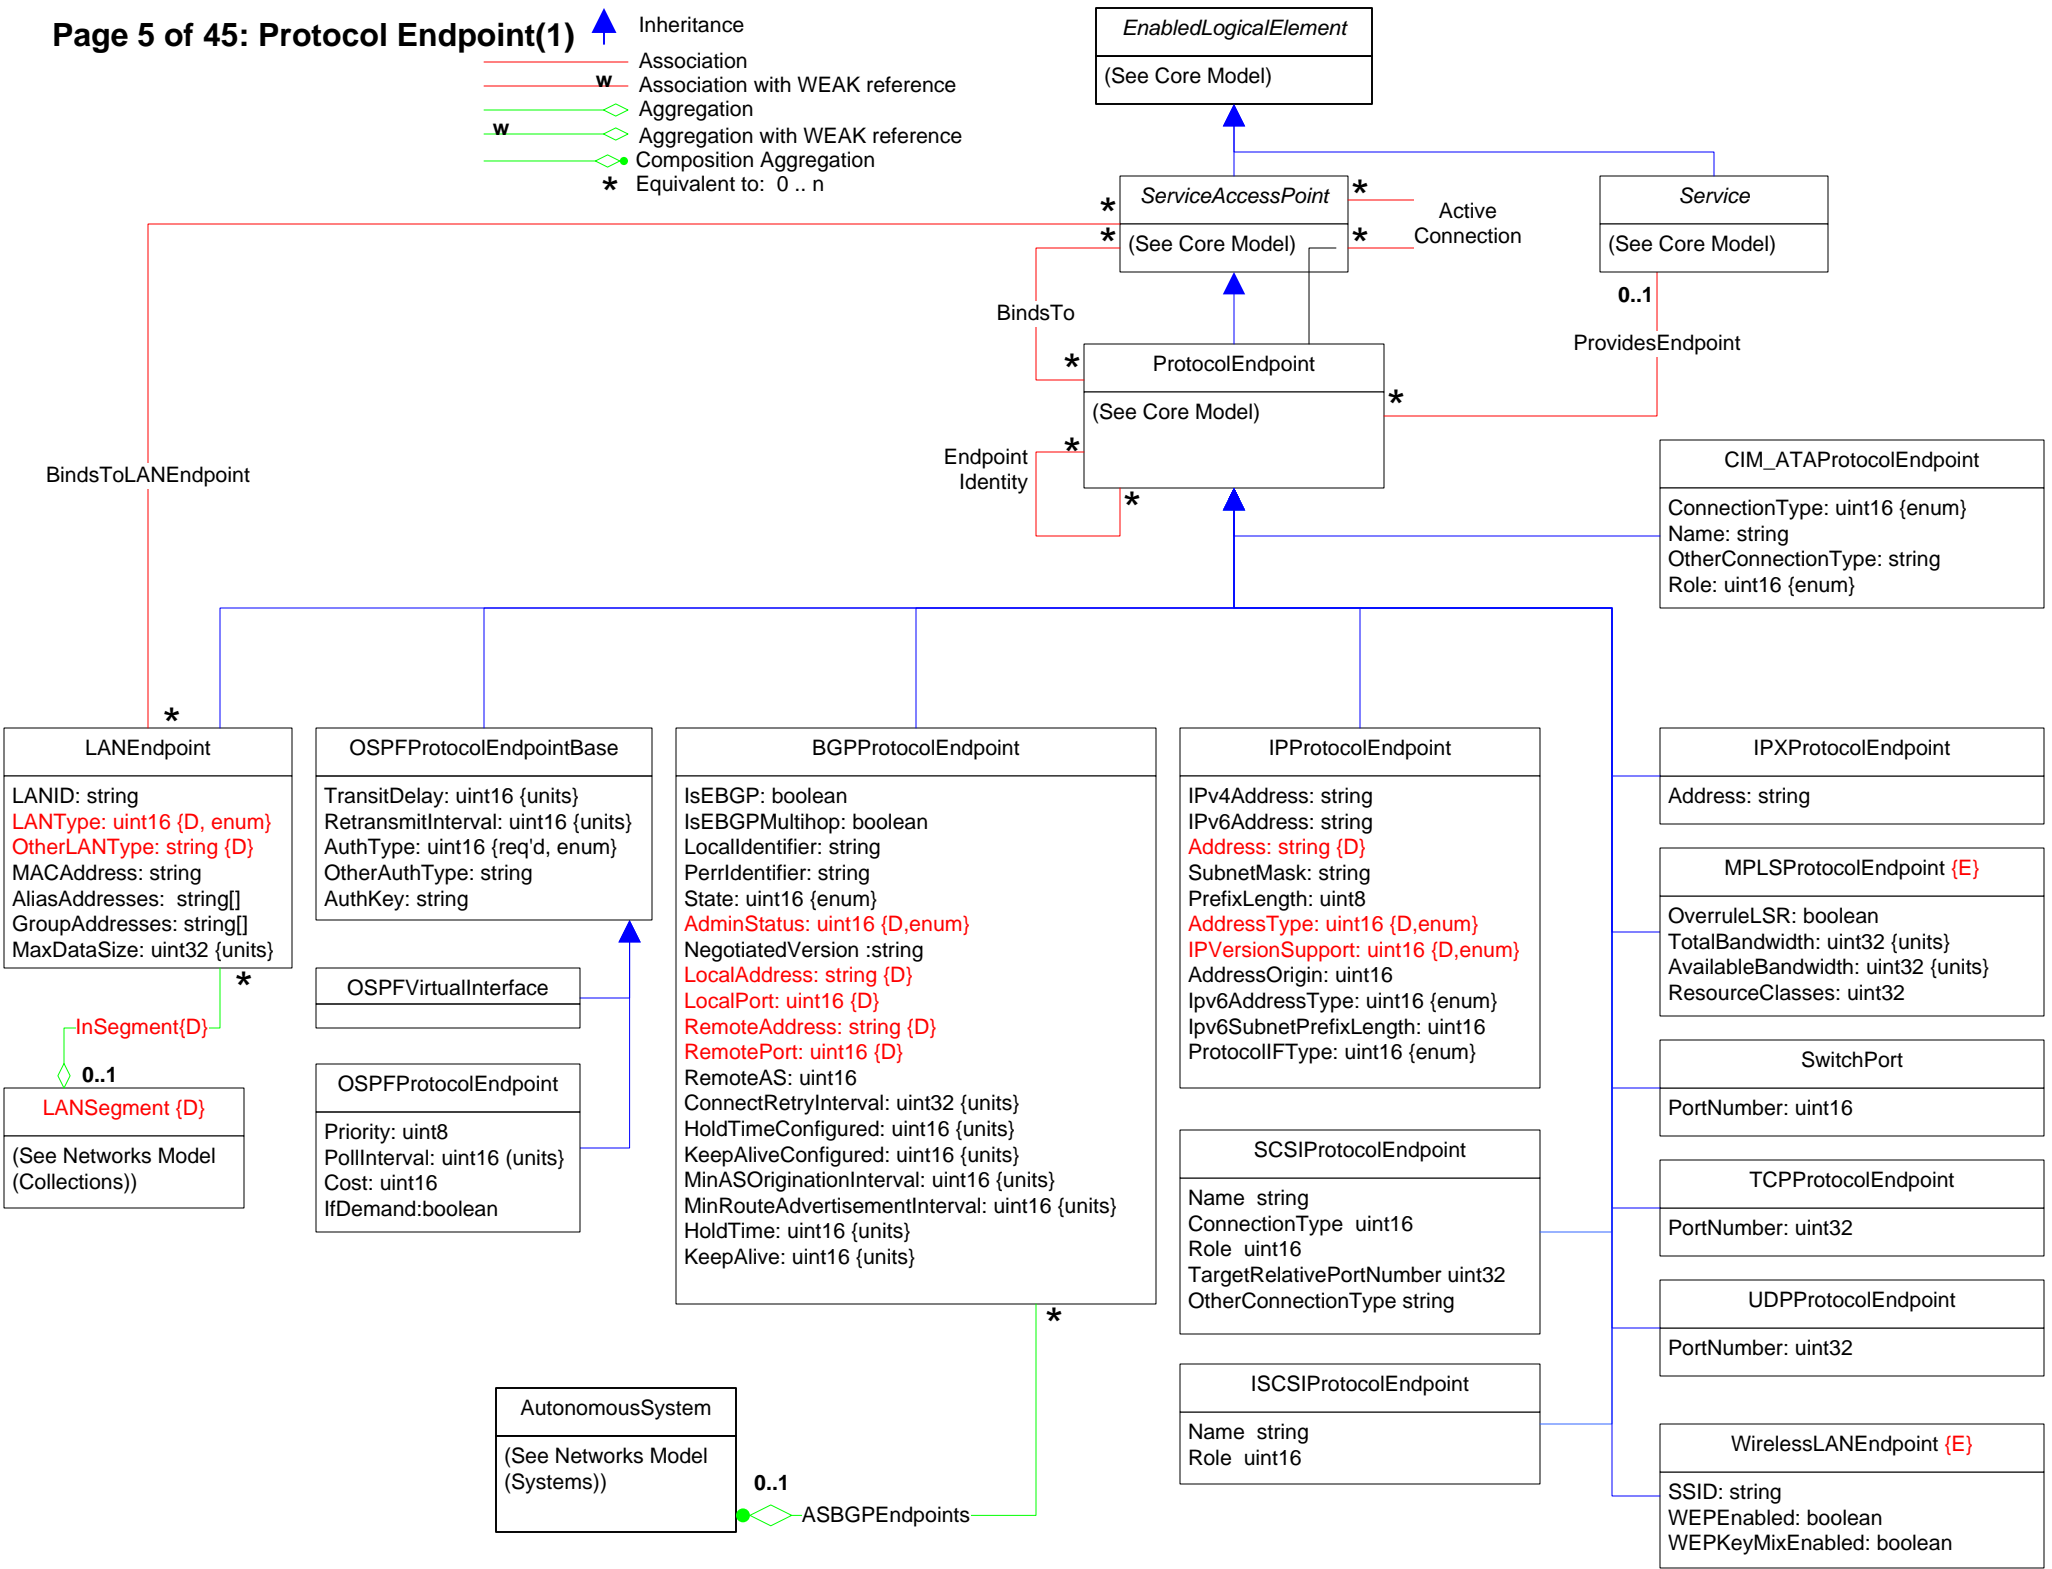 Page 5 of 45: Protocol Endpoint(1)
Inheritance
Association
w
Association with WEAK reference
Aggregation
w
Aggregation with WEAK reference
Composition Aggregation
* Equivalent to:  0 .. n
EnabledLogicalElement
(See Core Model)
ServiceAccessPoint
(See Core Model)
*
*
*
*
Active
Connection
Service
(See Core Model)
0..1
ProvidesEndpoint
*
BindsTo
*
ProtocolEndpoint
(See Core Model)
*
Endpoint
Identity
*
BindsToLANEndpoint
*
CIM_ATAProtocolEndpoint
ConnectionType: uint16 {enum}
Name: string
OtherConnectionType: string
Role: uint16 {enum}
LANEndpoint
LANID: string
LANType: uint16 {D, enum}
OtherLANType: string {D}
MACAddress: string
AliasAddresses:  string[]
GroupAddresses: string[]
MaxDataSize: uint32 {units}
*
InSegment{D}
0..1
LANSegment {D}
(See Networks Model
(Collections))
OSPFProtocolEndpointBase
TransitDelay: uint16 {units}
RetransmitInterval: uint16 {units}
AuthType: uint16 {req'd, enum}
OtherAuthType: string
AuthKey: string
OSPFVirtualInterface
OSPFProtocolEndpoint
Priority: uint8
PollInterval: uint16 (units}
Cost: uint16
IfDemand:boolean
BGPProtocolEndpoint
IsEBGP: boolean
IsEBGPMultihop: boolean
LocalIdentifier: string
PerrIdentifier: string
State: uint16 {enum}
AdminStatus: uint16 {D,enum}
NegotiatedVersion :string
LocalAddress: string {D}
LocalPort: uint16 {D}
RemoteAddress: string {D}
RemotePort: uint16 {D}
RemoteAS: uint16
ConnectRetryInterval: uint32 {units}
HoldTimeConfigured: uint16 {units}
KeepAliveConfigured: uint16 {units}
MinASOriginationInterval: uint16 {units}
MinRouteAdvertisementInterval: uint16 {units}
HoldTime: uint16 {units}
KeepAlive: uint16 {units}
*
AutonomousSystem
(See Networks Model
(Systems))
0..1
ASBGPEndpoints
IPProtocolEndpoint
IPv4Address: string
IPv6Address: string
Address: string {D}
SubnetMask: string
PrefixLength: uint8
AddressType: uint16 {D,enum}
IPVersionSupport: uint16 {D,enum}
AddressOrigin: uint16
Ipv6AddressType: uint16 {enum}
Ipv6SubnetPrefixLength: uint16
ProtocolIFType: uint16 {enum}
SCSIProtocolEndpoint
Name  string
ConnectionType  uint16
Role  uint16
TargetRelativePortNumber uint32
OtherConnectionType string
ISCSIProtocolEndpoint
Name  string
Role  uint16
IPXProtocolEndpoint
Address: string
MPLSProtocolEndpoint {E}
OverruleLSR: boolean
TotalBandwidth: uint32 {units}
AvailableBandwidth: uint32 {units}
ResourceClasses: uint32
SwitchPort
PortNumber: uint16
TCPProtocolEndpoint
PortNumber: uint32
UDPProtocolEndpoint
PortNumber: uint32
WirelessLANEndpoint {E}
SSID: string
WEPEnabled: boolean
WEPKeyMixEnabled: boolean